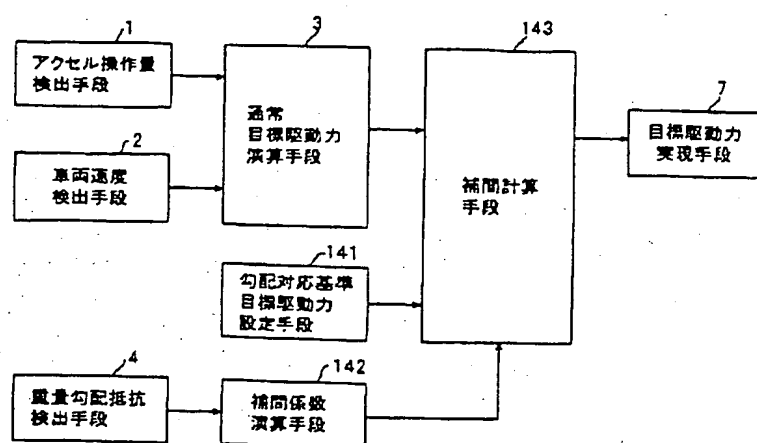 1
アクセル操作量
検出手段
2
車両速度
検出手段
3
通常
目標駆動力
演算手段
141
勾配対応基準
目標駆動力
設定手段
4
重量勾配抵抗
検出手段
142
補間係数
演算手段
143
補間計算
手段
7
目標駆動力
実現手段